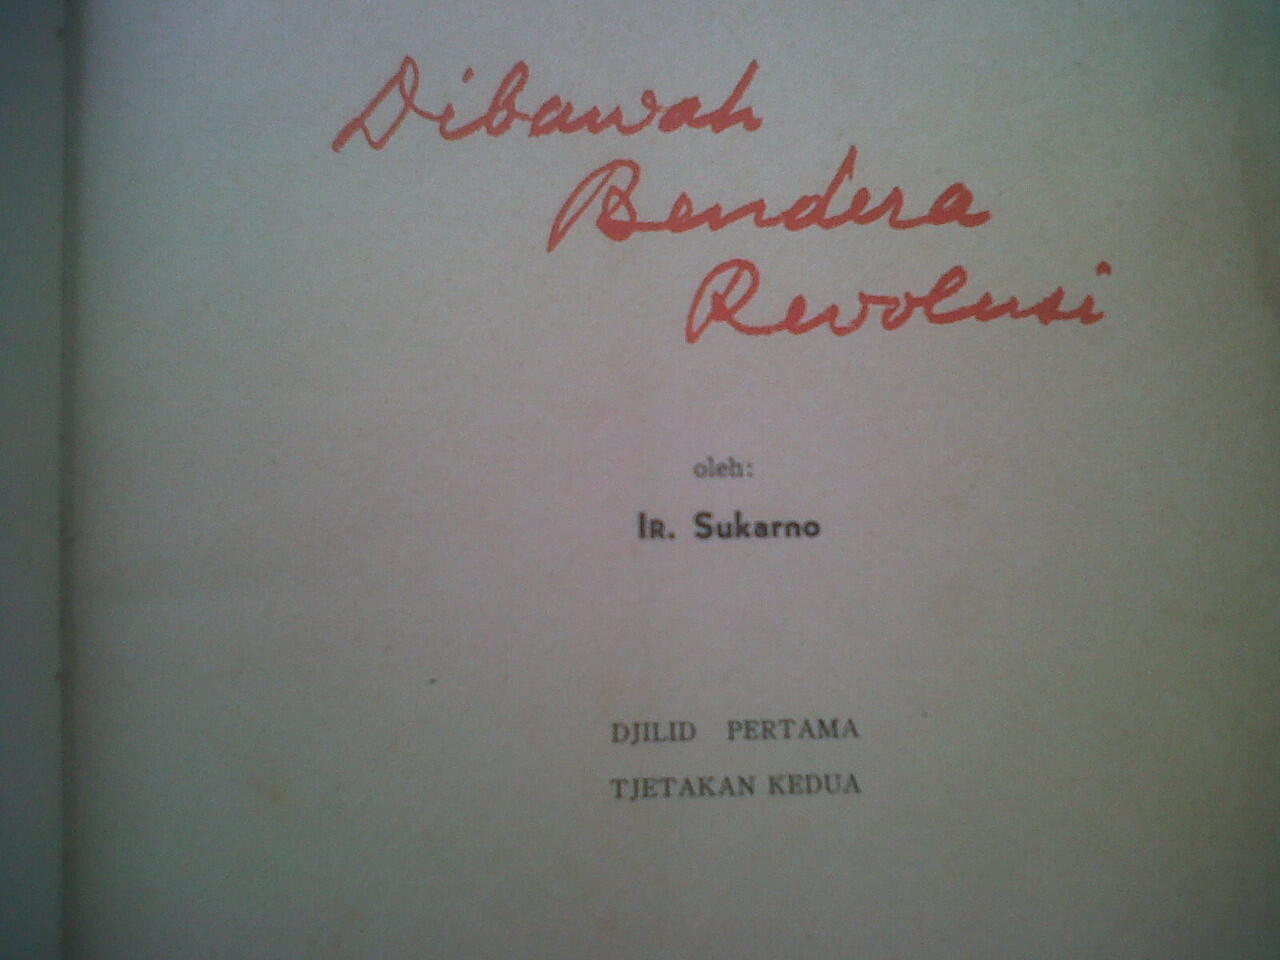 Dibawah
Bendera
Revolusi
oleh:
IR. Sukarno
DJILID PERTAMA
TJETAKAN KEDUA